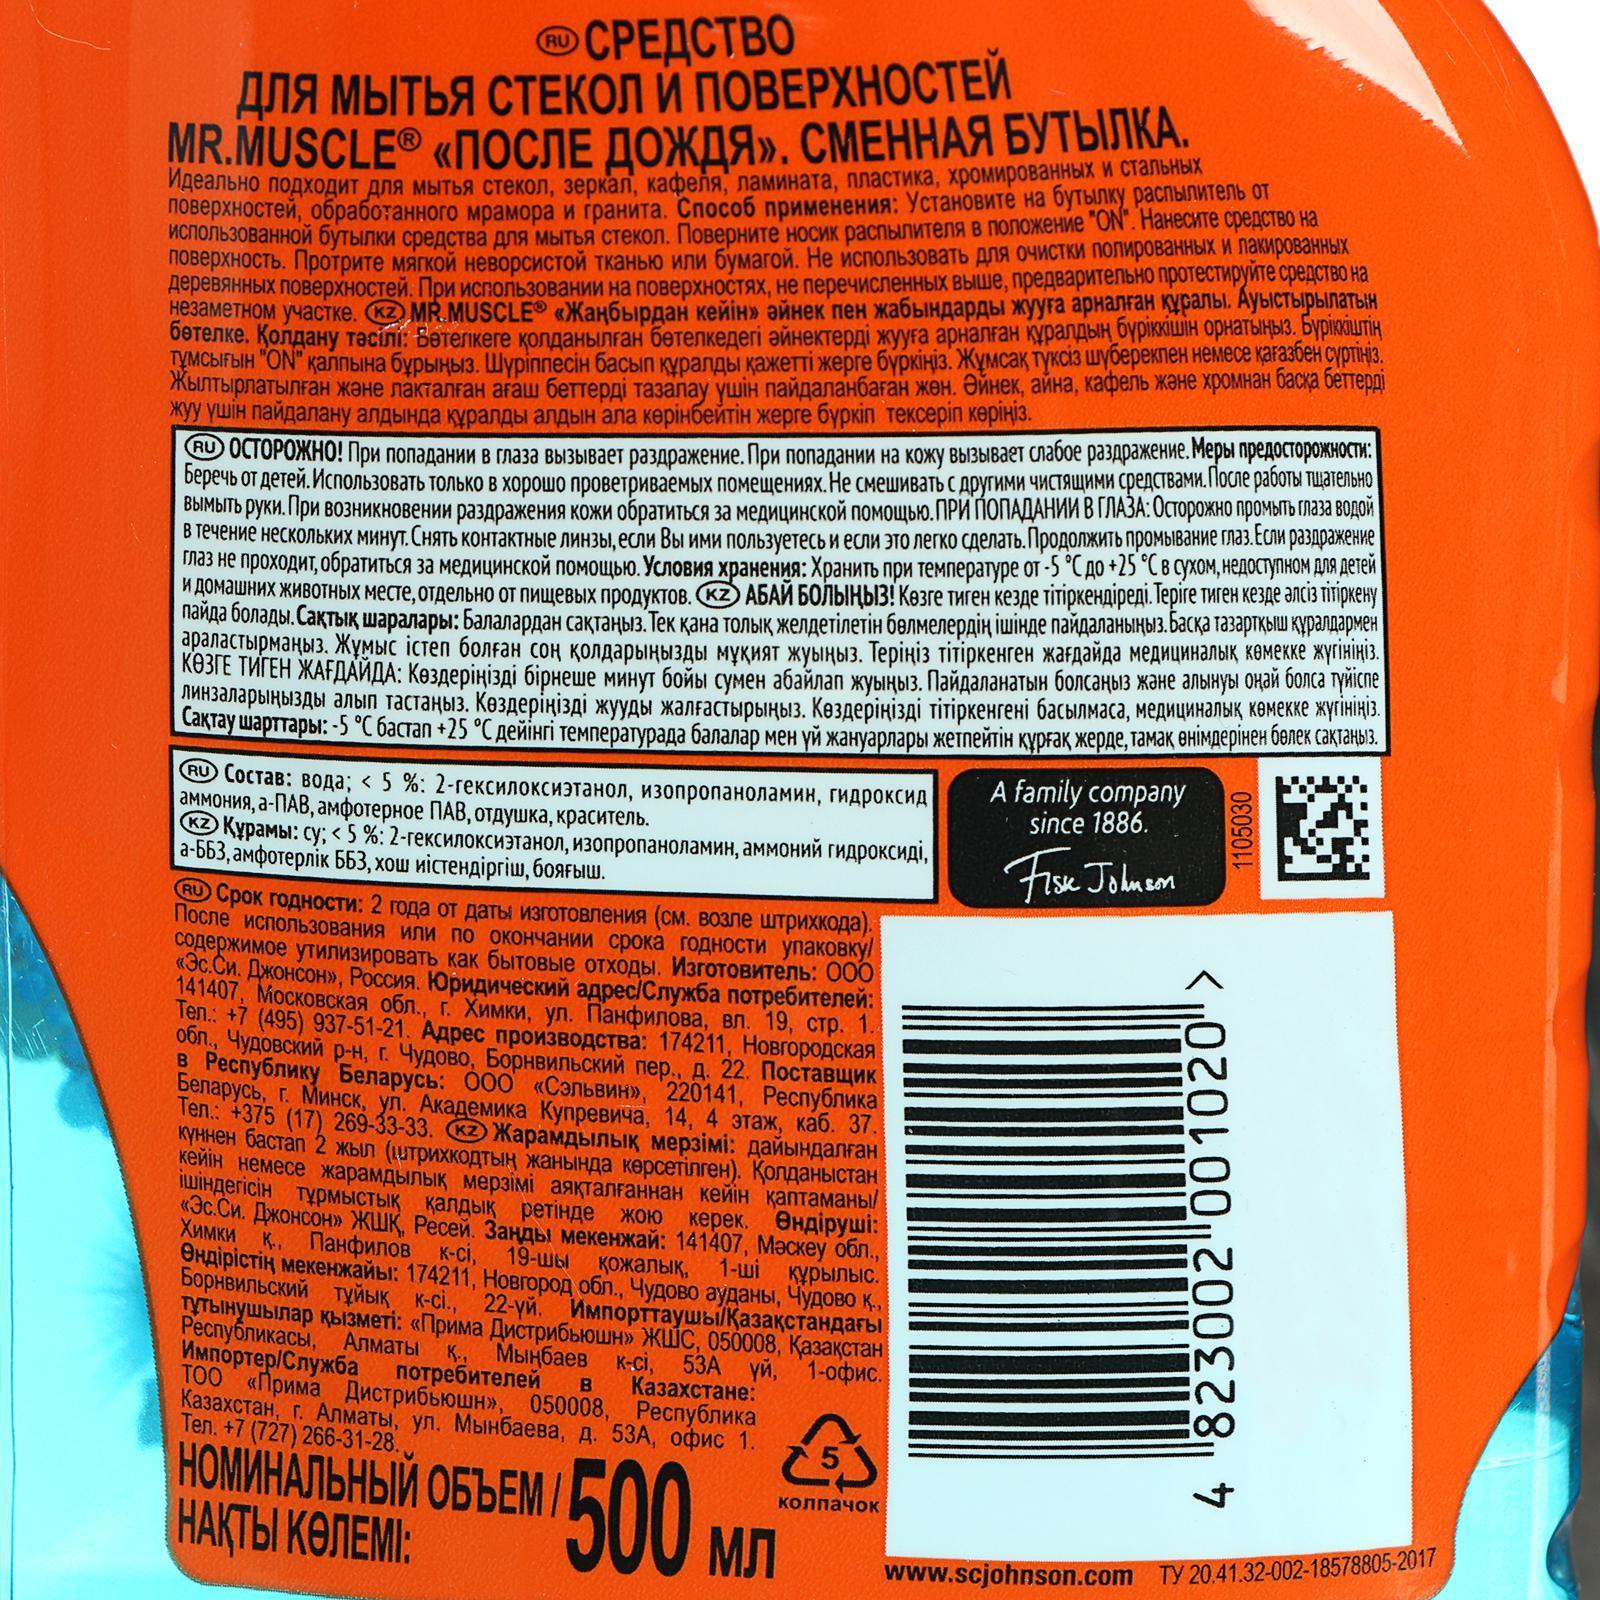 RU СРЕДСТВО
ДЛЯ МЫТЬЯ СТЕКОЛ И ПОВЕРХНОСТЕЙ
MR.MUSCLE® «ПОСЛЕ ДОЖДЯ». СМЕННАЯ БУТЫЛКА.
Идеально подходит для мытья стекол, зеркал, кафеля, ламината, пластика, хромированных и стальных
поверхностей, обработанного мрамора и гранита. Способ применения: Установите на бутылку распылитель от
использованной бутылки средства для мытья стекол. Поверните носик распылителя в положение "ON". Нанесите средство на
поверхность. Протрите мягкой неворсистой тканью или бумагой. Не использовать для очистки полированных и лакированных
деревянных поверхностей. При использовании на поверхностях, не перечисленных выше, предварительно протестируйте средство на
незаметном участке. KZ MR.MUSCLE® «Жаңбырдан кейін» әйнек пен жабындарды жууға арналған құралы. Ауыстырылатын
бөтелке. Қолдану тәсілі: Бөтелкеге қолданылған бөтелкедегі әйнектерді жууға арналған құралдың бүріккішін орнатыңыз. Бүріккіштің
тұмсығын "ON" қалпына бұрыңыз. Шүріппесін басып құралды қажетті жерге бүркіңіз. Жұмсақ түксіз шүберекпен немесе қағазбен сүртіңіз.
Жылтырлатылған және лакталған ағаш беттерді тазалау үшін пайдаланбаған жөн. Әйнек, айна, кафель және хромнан басқа беттерді
жуу үшін пайдалану алдында құралды алдын ала көрінбейтін жерге бүркіп тексеріп көріңіз.
RU ОСТОРОЖНО! При попадании в глаза вызывает раздражение. При попадании на кожу вызывает слабое раздражение. Меры предосторожности:
Беречь от детей. Использовать только в хорошо проветриваемых помещениях. Не смешивать с другими чистящими средствами. После работы тщательно
вымыть руки. При возникновении раздражения кожи обратиться за медицинской помощью. ПРИ ПОПАДАНИИ В ГЛАЗА: Осторожно промыть глаза водой
в течение нескольких минут. Снять контактные линзы, если Вы ими пользуетесь и если это легко сделать. Продолжить промывание глаз. Если раздражение
глаз не проходит, обратиться за медицинской помощью. Условия хранения: Хранить при температуре от -5 °С до +25 °С в сухом, недоступном для детей
и домашних животных месте, отдельно от пищевых продуктов. KZ АБАЙ БОЛЫҢЫЗ! Көзге тиген кезде тітіркендіреді. Теріге тиген кезде әлсіз тітіркену
пайда болады. Сақтық шаралары: Балалардан сақтаңыз. Тек қана толық желдетілетін бөлмелердің ішінде пайдаланыңыз. Басқа тазартқыш құралдармен
араластырмаңыз. Жұмыс істеп болған соң қолдарыңызды мұқият жуыңыз. Теріңіз тітіркенген жағдайда медициналық көмекке жүгініңіз.
КӨЗГЕ ТИГЕН ЖАҒДАЙДА: Көздеріңізді бірнеше минут бойы сумен абайлап жуыңыз. Пайдаланатын болсаңыз және алынуы оңай болса түйіспе
линзаларыңызды алып тастаңыз. Көздеріңізді жууды жалғастырыңыз. Көздеріңізді тітіркенгені басылмаса, медициналық көмекке жүгініңіз.
Сақтау шарттары: -5 °С бастап +25 °С дейінгі температурада балалар мен үй жануарлары жетпейтін құрғақ жерде, тамақ өнімдерінен бөлек сақтаңыз.
RU Состав: вода; < 5 %: 2-гексилоксиэтанол, изопропаноламин, гидроксид
аммония, а-ПАВ, амфотерное ПАВ, отдушка, краситель.
KZ Құрамы: су; < 5 %: 2-гексилоксиэтанол, изопропаноламин, аммоний гидроксиді,
а-ББЗ, амфотерлік ББЗ, хош иістендіргіш, бояғыш.
A family company
since 1886.
Fisk Johnson
1105030
RU Срок годности: 2 года от даты изготовления (см. возле штрихкода).
После использования или по окончании срока годности упаковку/
содержимое утилизировать как бытовые отходы. Изготовитель: ООО
«Эс.Си. Джонсон», Россия. Юридический адрес/Служба потребителей:
141407, Московская обл., г. Химки, ул. Панфилова, вл. 19, стр. 1.
Тел.: +7 (495) 937-51-21. Адрес производства: 174211, Новгородская
обл., Чудовский р-н, г. Чудово, Борнвильский пер., д. 22. Поставщик
в Республику Беларусь: ООО «Сэльвин», 220141, Республика
Беларусь, г. Минск, ул. Академика Купревича, 14, 4 этаж, каб. 37.
Тел.: +375 (17) 269-33-33. KZ Жарамдылық мерзімі: дайындалған
күннен бастап 2 жыл (штрихкодтың жанында көрсетілген). Қолданыстан
кейін немесе жарамдылық мерзімі аяқталғаннан кейін қаптаманы/
ішіндегісін тұрмыстық қалдық ретінде жою керек. Өндіруші:
«Эс.Си. Джонсон» ЖШҚ, Ресей. Заңды мекенжай: 141407, Мәскеу обл.,
Химки қ., Панфилов к-сі, 19-шы қожалық, 1-ші құрылыс.
Өндірістің мекенжайы: 174211, Новгород обл., Чудово ауданы, Чудово қ.,
Борнвильский тұйық к-сі., 22-үй. Импорттаушы/Қазақстандағы
тұтынушылар қызметі: «Прима Дистрибьюшн» ЖШС, 050008, Қазақстан
Республикасы, Алматы қ., Мыңбаев к-сі, 53А үй, 1-офис.
Импортер/Служба потребителей в Казахстане:
ТОО «Прима Дистрибьюшн», 050008, Республика
Казахстан, г. Алматы, ул. Мынбаева, д. 53А, офис 1.
Тел. +7 (727) 266-31-28.
НОМИНАЛЬНЫЙ ОБЪЕМ /
НАҚТЫ КӨЛЕМІ:
500 мл
5
колпачок
4 823002 001020 >
www.scjohnson.com
ТУ 20.41.32-002-18578805-2017